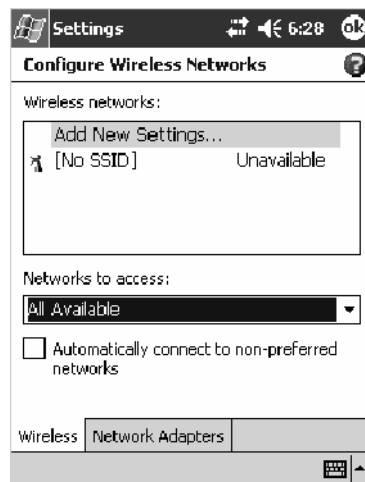 Settings 6:28 ok
Configure Wireless Networks ?
Wireless networks:
Add New Settings...
[No SSID] Unavailable
Networks to access:
All Available
Automatically connect to non-preferred
networks
Wireless Network Adapters